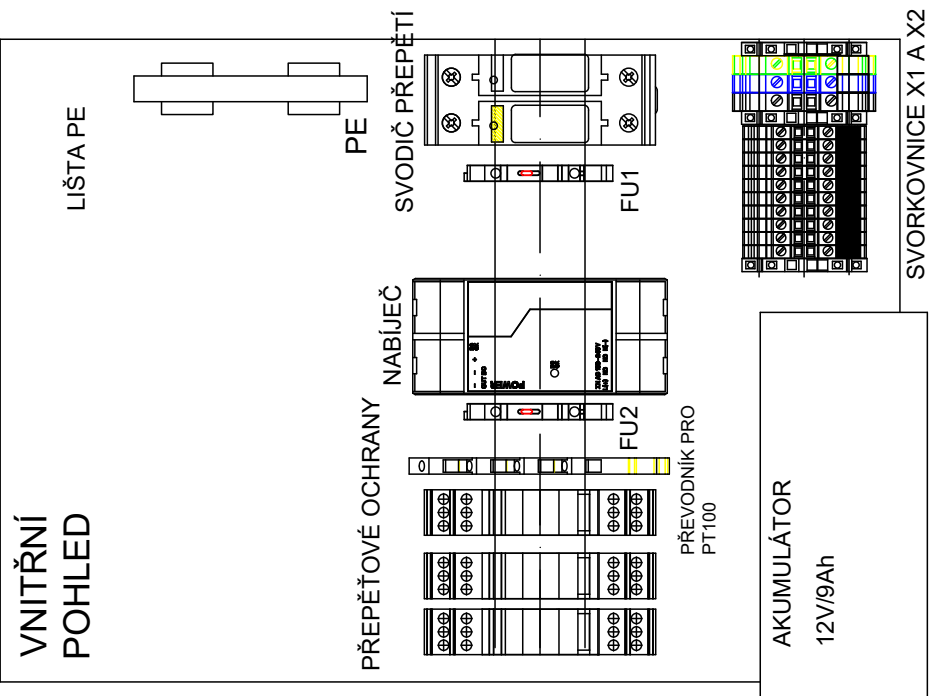 VNITŘNÍ
POHLED
LIŠTA PE
PE
SVODIČ PŘEPĚTÍ
FU1
NABÍJEČ
POWER
FU2
PŘEPĚŤOVÉ OCHRANY
PŘEVODNÍK PRO
PT100
SVORKOVNICE X1 A X2
AKUMULÁTOR
12V/9Ah